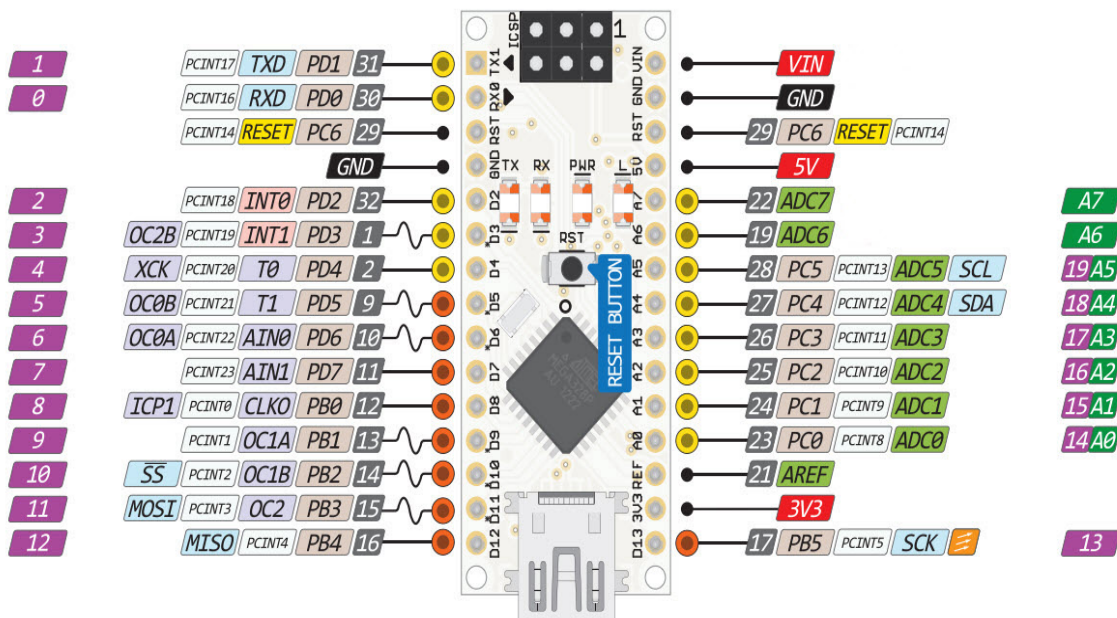 ICSP 1
1 PCINT17 TXD PD1 31 TX1 VIN VIN
0 PCINT16 RXD PD0 30 RX0 GND GND
PCINT14 RESET PC6 29 RST RST 29 PC6 RESET PCINT14
GND GND 5V 5V
TX RX PWR L
2 PCINT18 INT0 PD2 32 D2 A7 22 ADC7 A7
3 OC2B PCINT19 INT1 PD3 1 D3 A6 19 ADC6 A6
RST
4 XCK PCINT20 T0 PD4 2 D4 A5 28 PC5 PCINT13 ADC5 SCL 19 A5
5 OC0B PCINT21 T1 PD5 9 D5 A4 27 PC4 PCINT12 ADC4 SDA 18 A4
RESET BUTTON
6 OC0A PCINT22 AIN0 PD6 10 D6 A3 26 PC3 PCINT11 ADC3 17 A3
7 PCINT23 AIN1 PD7 11 D7 A2 25 PC2 PCINT10 ADC2 16 A2
8 ICP1 PCINT0 CLKO PB0 12 D8 A1 24 PC1 PCINT9 ADC1 15 A1
9 PCINT1 OC1A PB1 13 D9 A0 23 PC0 PCINT8 ADC0 14 A0
10 SS PCINT2 OC1B PB2 14 D10 REF 21 AREF
11 MOSI PCINT3 OC2 PB3 15 D11 3V3 3V3
12 MISO PCINT4 PB4 16 D12 D13 17 PB5 PCINT5 SCK 13